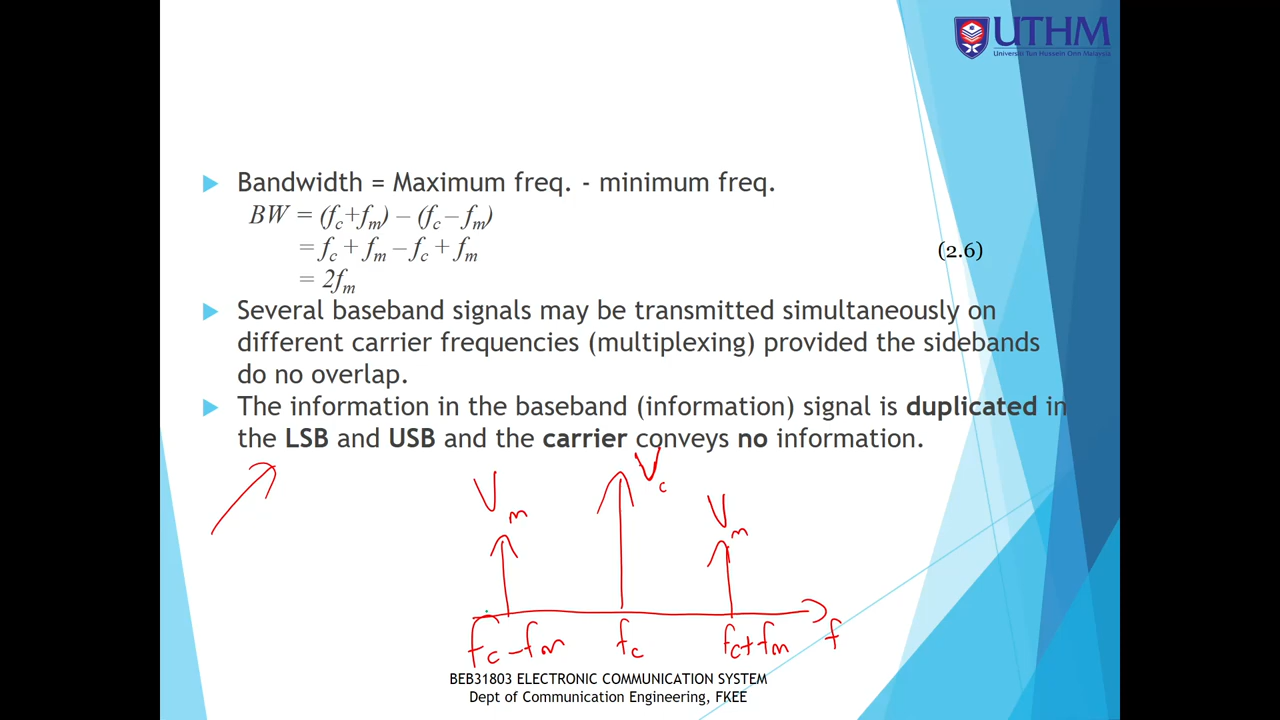 UTHM
Universiti Tun Hussein Onn Malaysia
Bandwidth = Maximum freq. - minimum freq.
BW = (fc+fm) – (fc– fm)
= fc + fm – fc + fm
(2.6)
= 2fm
Several baseband signals may be transmitted simultaneously on
different carrier frequencies (multiplexing) provided the sidebands
do no overlap.
The information in the baseband (information) signal is duplicated in
the LSB and USB and the carrier conveys no information.
Vm
Vc
Vm
fc - fm
fc
fc + fm
f
BEB31803 ELECTRONIC COMMUNICATION SYSTEM
Dept of Communication Engineering, FKEE